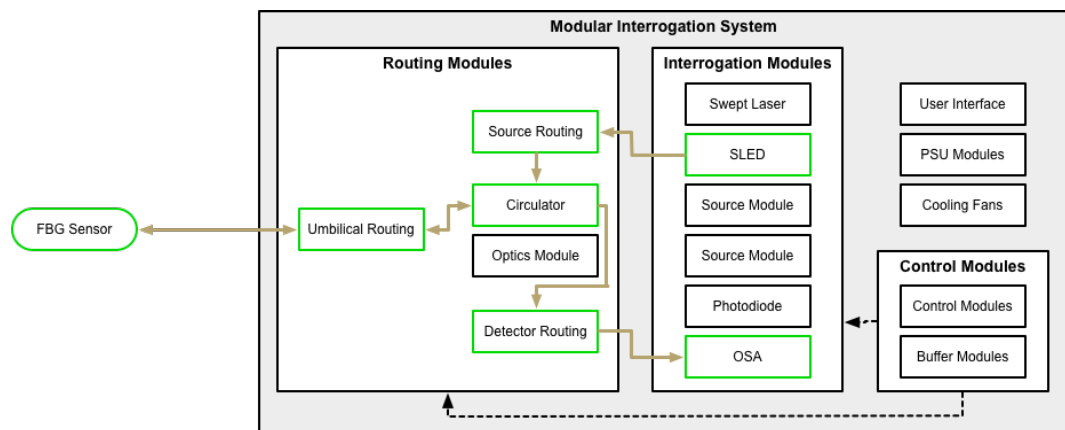 Modular Interrogation System
Routing Modules
Interrogation Modules
Swept Laser
User Interface
Source Routing
SLED
PSU Modules
Circulator
Source Module
Cooling Fans
FBG Sensor
Umbilical Routing
Optics Module
Source Module
Control Modules
Photodiode
Control Modules
Detector Routing
OSA
Buffer Modules